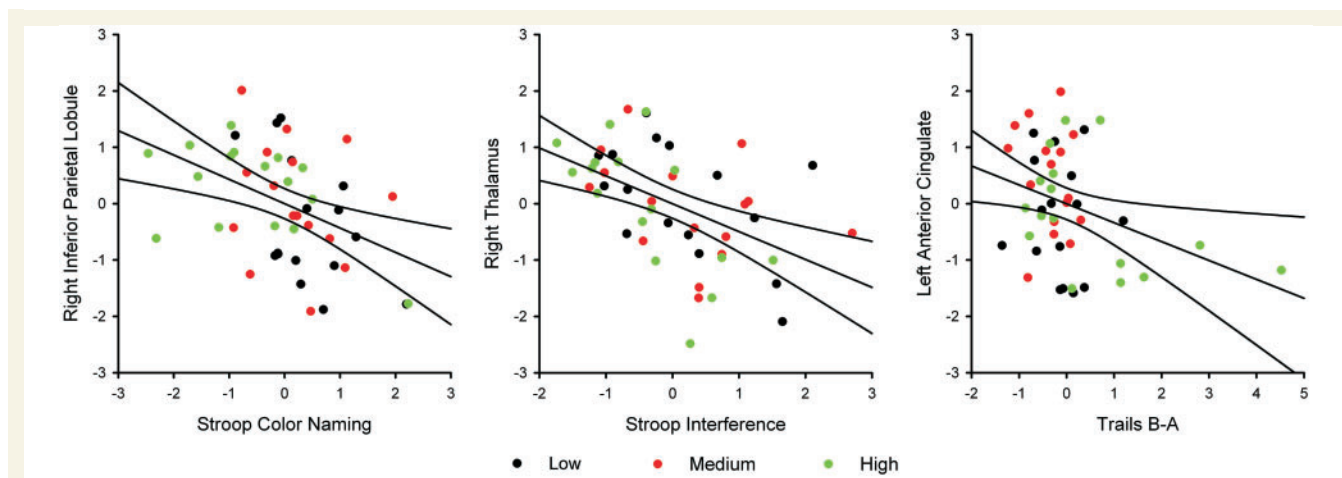 Right Inferior Parietal Lobule
3
2
1
0
-1
-2
-3
-3 -2 -1 0 1 2 3
Stroop Color Naming
Right Thalamus
3
2
1
0
-1
-2
-3
-2 -1 0 1 2 3
Stroop Interference
Left Anterior Cingulate
3
2
1
0
-1
-2
-3
-2 -1 0 1 2 3 4 5
Trails B-A
Low Medium High